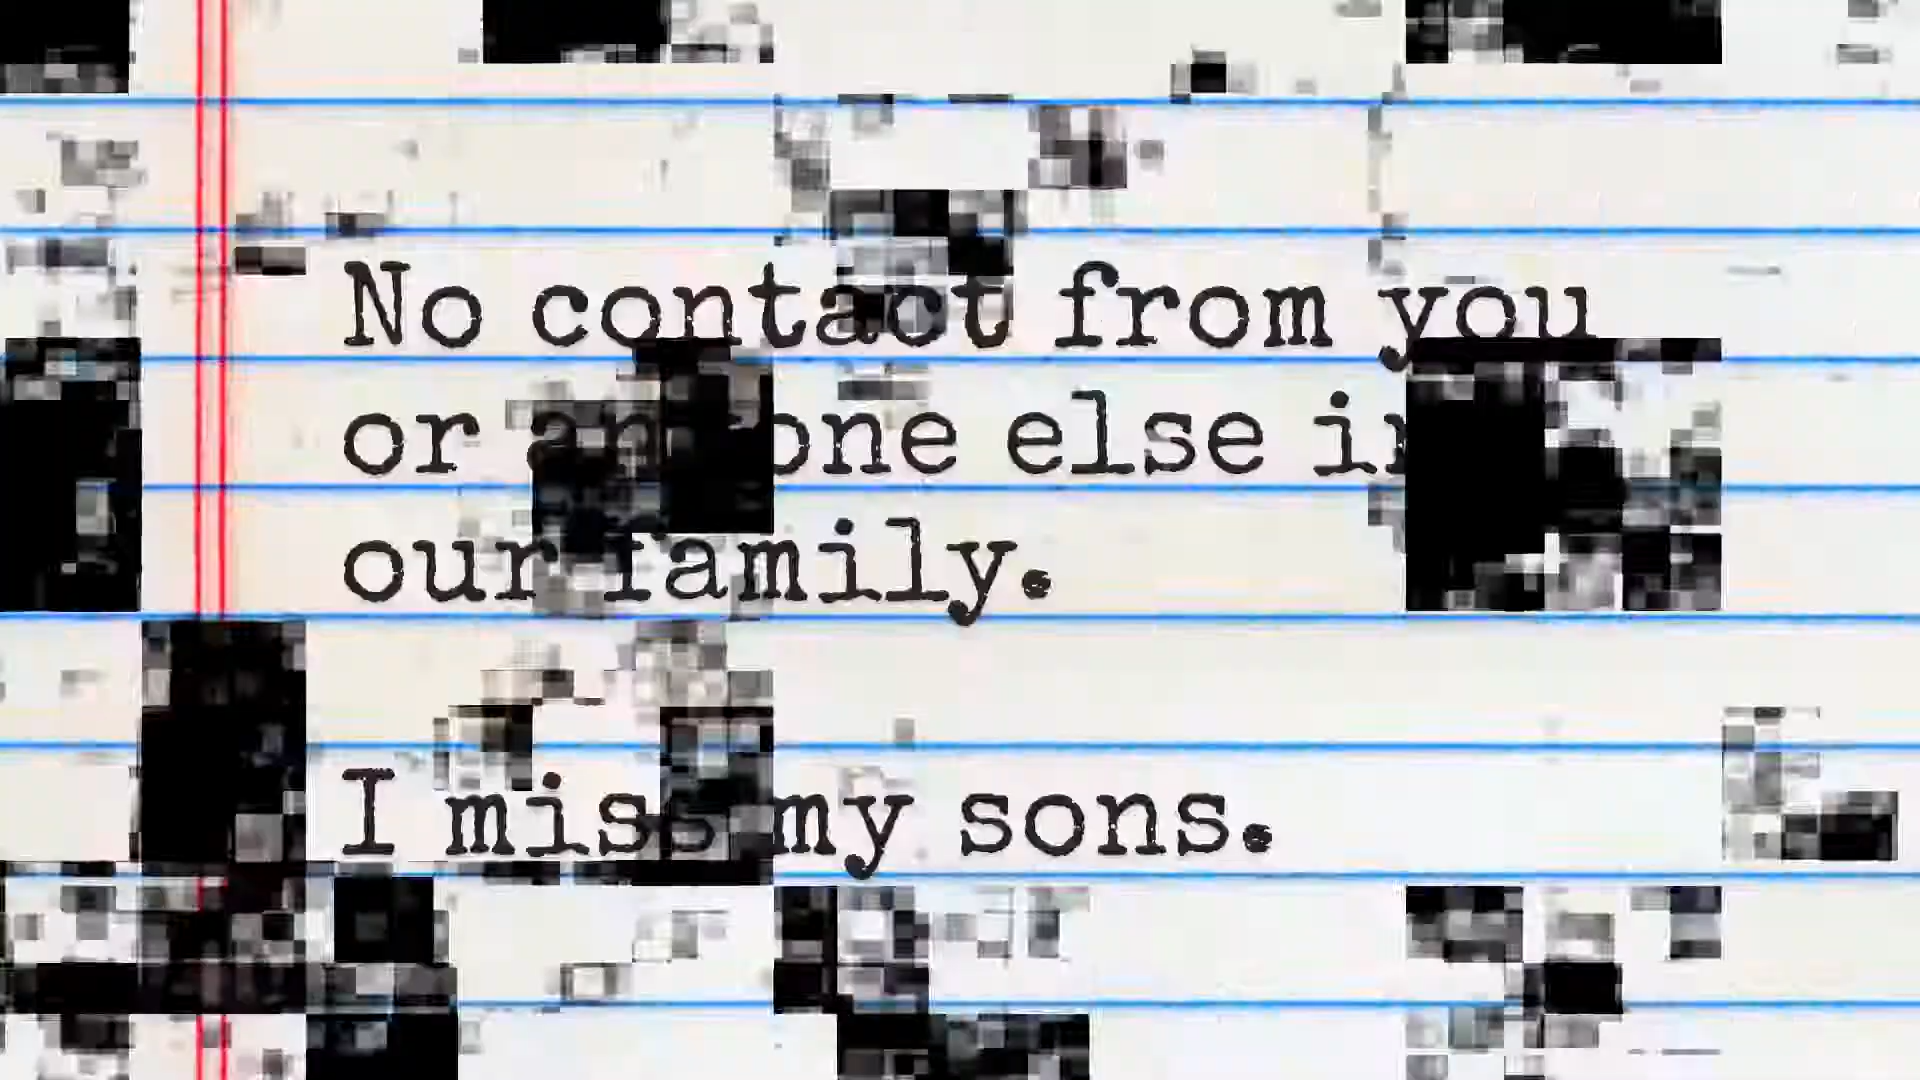 No contact from you
or anyone else in
our family.
I miss my sons.